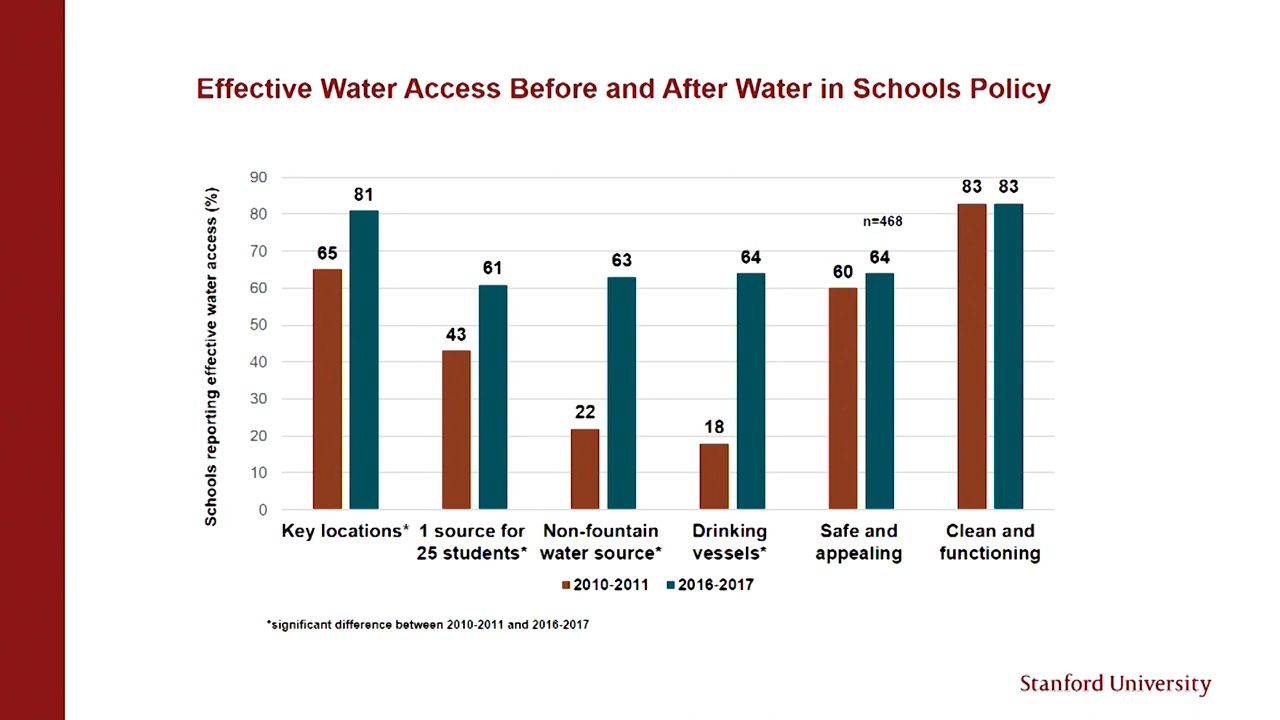 Effective Water Access Before and After Water in Schools Policy
Schools reporting effective water access (%)
90
80
70
60
50
40
30
20
10
0
65
81
43
61
22
63
18
64
n=468
60
64
83
83
Key locations*
1 source for
25 students*
Non-fountain
water source*
Drinking
vessels*
Safe and
appealing
Clean and
functioning
2010-2011
2016-2017
*significant difference between 2010-2011 and 2016-2017
Stanford University